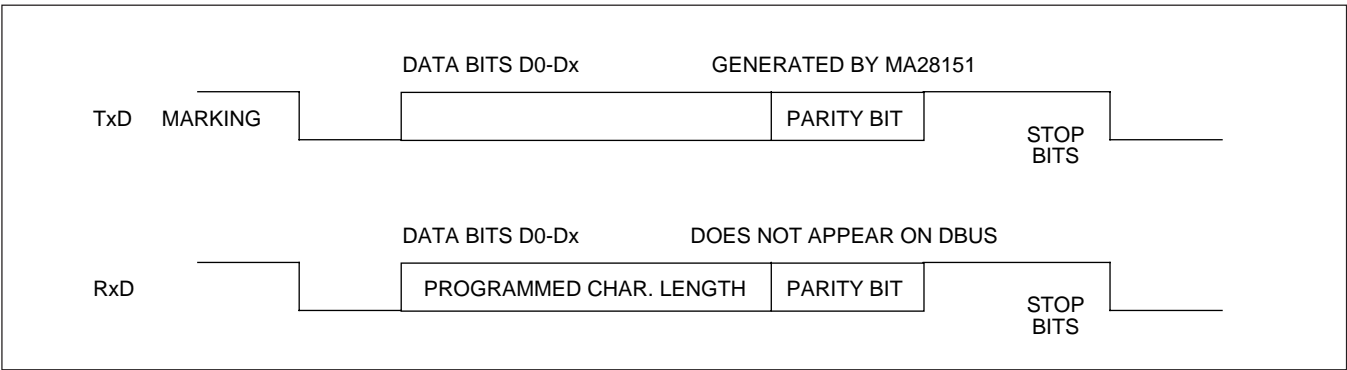 DATA BITS D0-Dx GENERATED BY MA28151
TxD MARKING PARITY BIT
STOP
BITS
DATA BITS D0-Dx DOES NOT APPEAR ON DBUS
RxD PROGRAMMED CHAR. LENGTH PARITY BIT
STOP
BITS